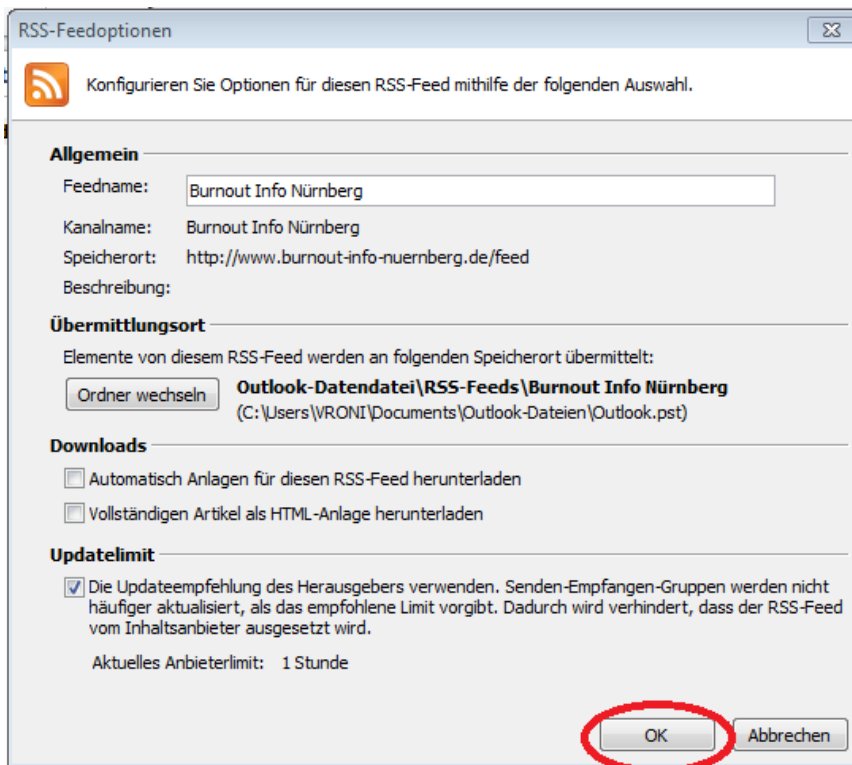 RSS-Feedoptionen
Konfigurieren Sie Optionen für diesen RSS-Feed mithilfe der folgenden Auswahl.
Allgemein
Feedname: Burnout Info Nürnberg
Kanalname: Burnout Info Nürnberg
Speicherort: http://www.burnout-info-nuernberg.de/feed
Beschreibung:
Übermittlungsort
Elemente von diesem RSS-Feed werden an folgenden Speicherort übermittelt:
Ordner wechseln Outlook-Datendatei\RSS-Feeds\Burnout Info Nürnberg
(C:\Users\VRONI\Documents\Outlook-Dateien\Outlook.pst)
Downloads
Automatisch Anlagen für diesen RSS-Feed herunterladen
Vollständigen Artikel als HTML-Anlage herunterladen
Updatelimit
Die Updateempfehlung des Herausgebers verwenden. Senden-Empfangen-Gruppen werden nicht
häufiger aktualisiert, als das empfohlene Limit vorgibt. Dadurch wird verhindert, dass der RSS-Feed
vom Inhaltsanbieter ausgesetzt wird.
Aktuelles Anbieterlimit: 1 Stunde
OK Abbrechen